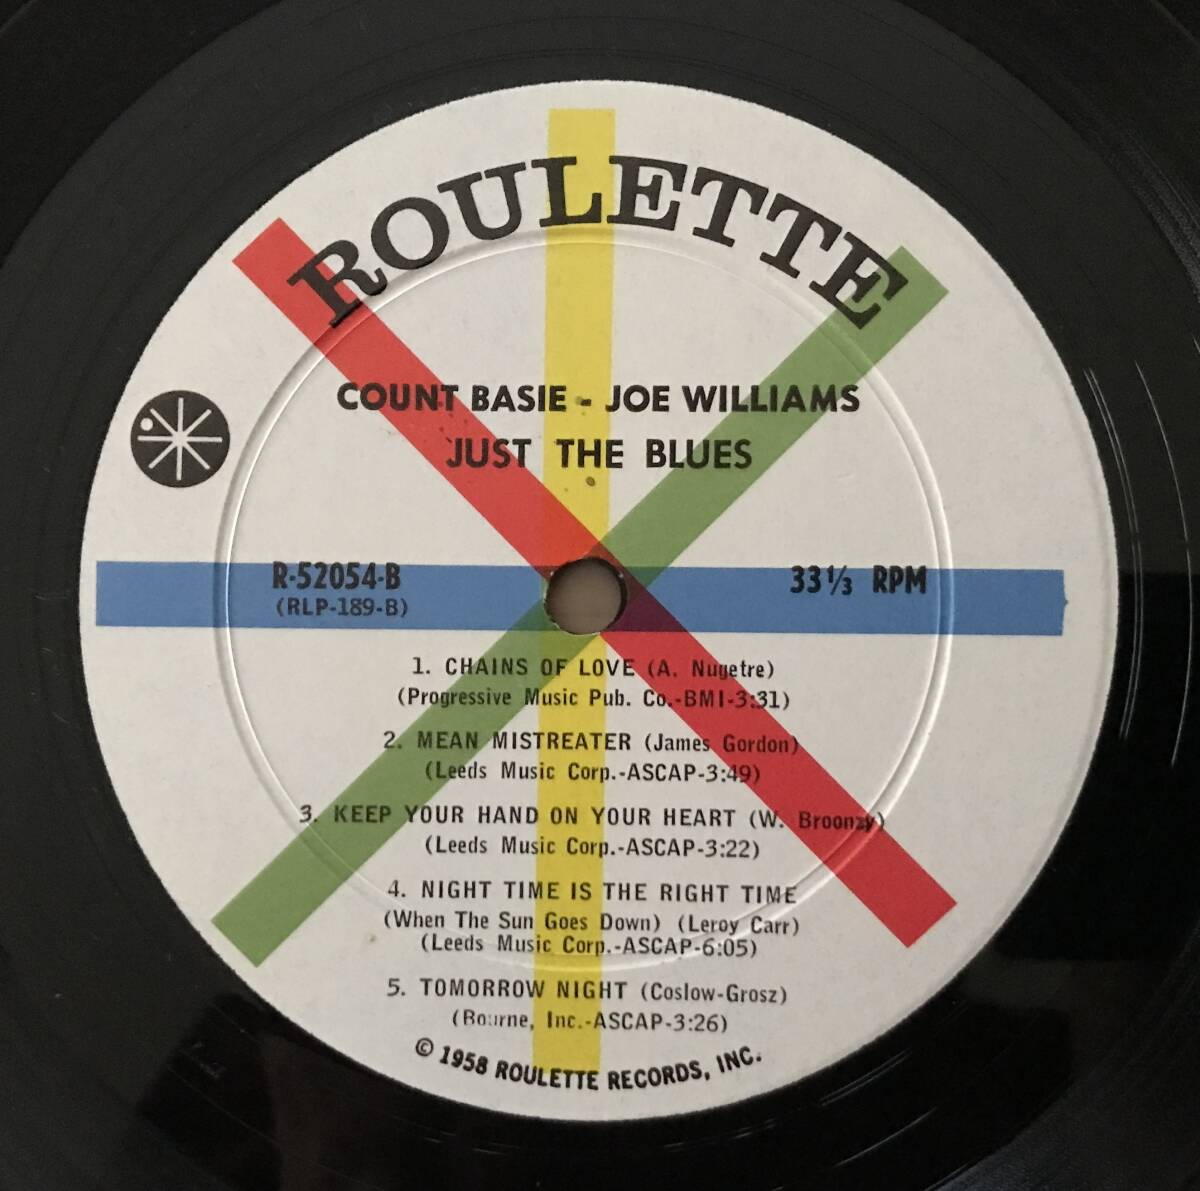 ROULETTE
COUNT BASIE - JOE WILLIAMS
JUST THE BLUES
R-52054-B
(RLP-189-B)
33 1/3 RPM
1. CHAINS OF LOVE (A. Nugetre)
(Progressive Music Pub. Co.-BMI-3:31)
2. MEAN MISTREATER (James Gordon)
(Leeds Music Corp.-ASCAP-3:49)
3. KEEP YOUR HAND ON YOUR HEART (W. Broonzy)
(Leeds Music Corp.-ASCAP-3:22)
4. NIGHT TIME IS THE RIGHT TIME
(When The Sun Goes Down) (Leroy Carr)
(Leeds Music Corp.-ASCAP-6:05)
5. TOMORROW NIGHT (Coslow-Grosz)
(Bourne, Inc.-ASCAP-3:26)
© 1958 ROULETTE RECORDS, INC.